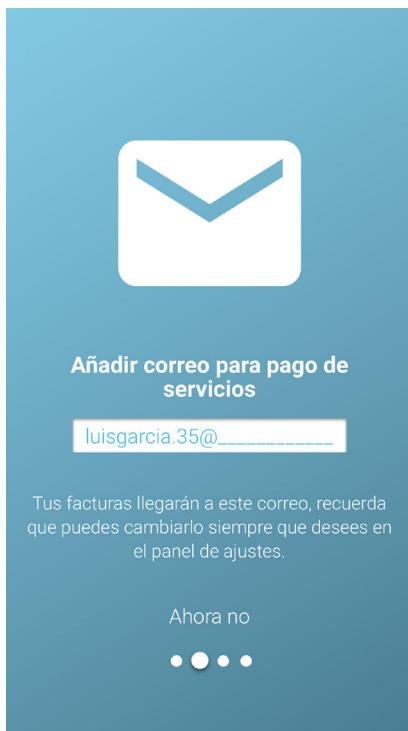 Añadir correo para pago de
servicios
luisgarcia.35@____________
Tus facturas llegarán a este correo, recuerda
que puedes cambiarlo siempre que desees en
el panel de ajustes.
Ahora no